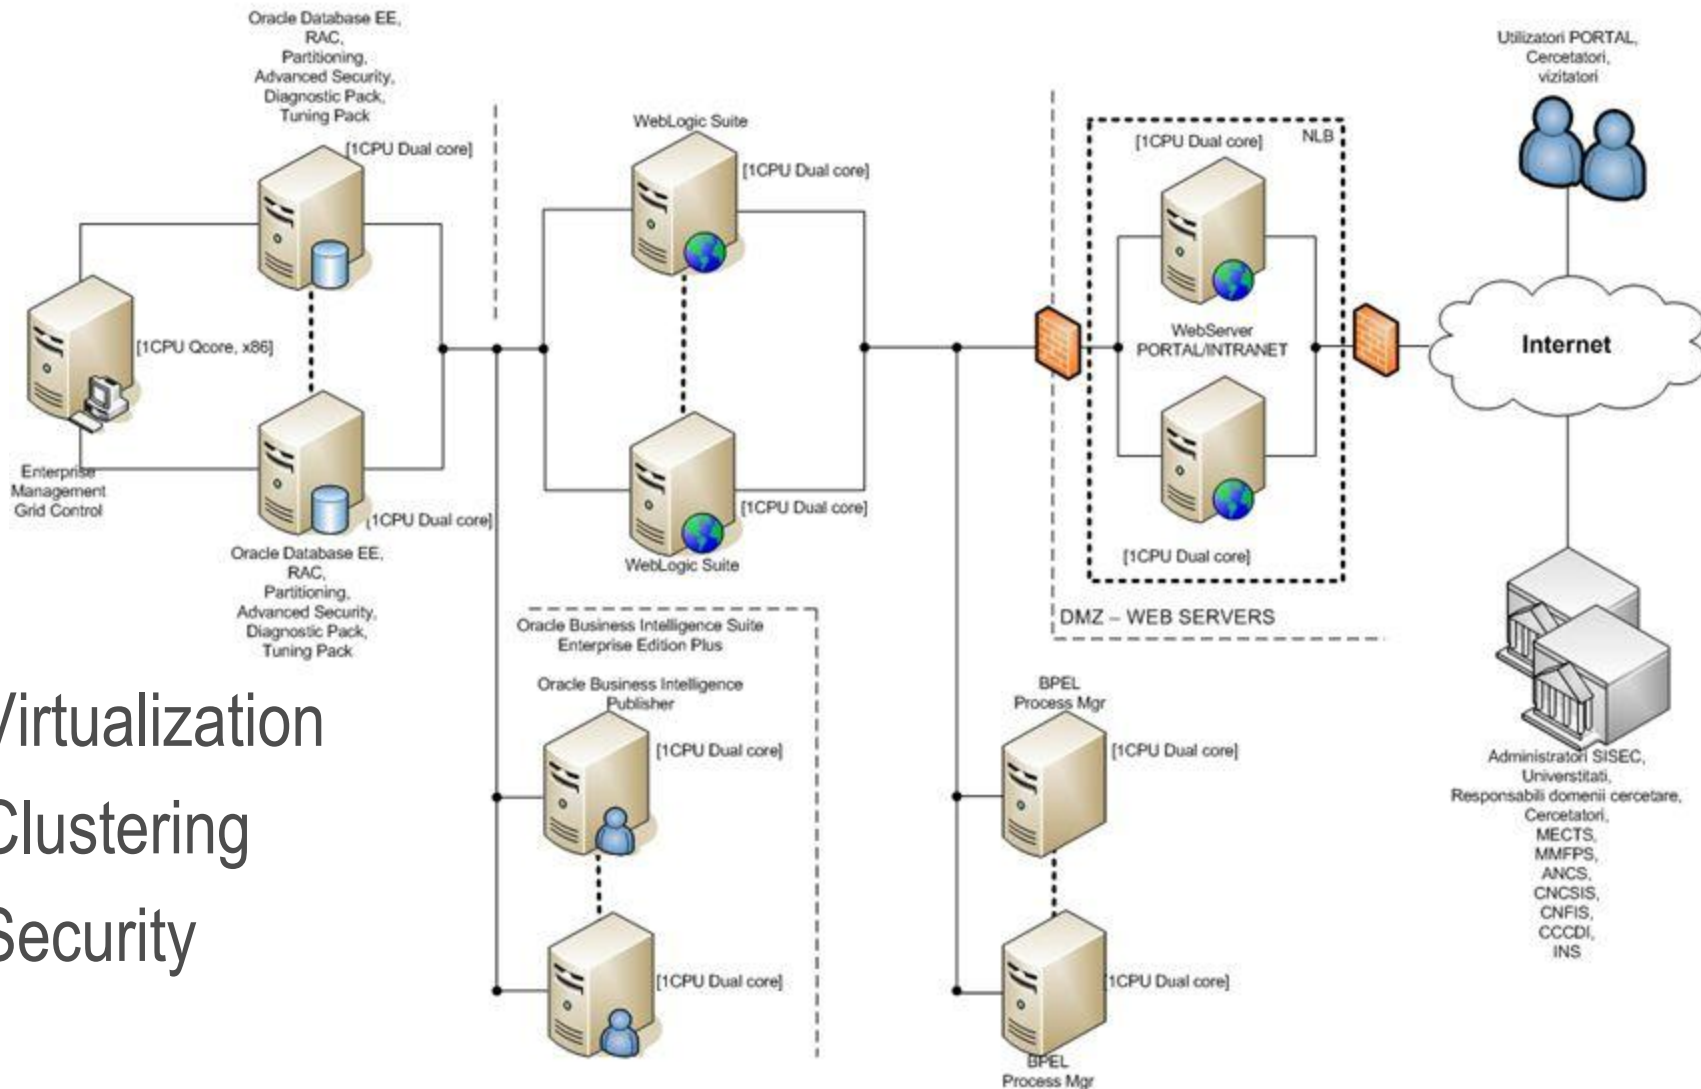 Oracle Database EE,
RAC,
Partitioning,
Advanced Security,
Diagnostic Pack,
Tuning Pack
[1CPU Dual core]
[1CPU Qcore, x86]
Enterprise
Management
Grid Control
[1CPU Dual core]
Oracle Database EE,
RAC,
Partitioning,
Advanced Security,
Diagnostic Pack,
Tuning Pack
WebLogic Suite
[1CPU Dual core]
[1CPU Dual core]
WebLogic Suite
Oracle Business Intelligence Suite
Enterprise Edition Plus
Oracle Business Intelligence
Publisher
[1CPU Dual core]
[1CPU Dual core]
BPEL
Process Mgr
[1CPU Dual core]
[1CPU Dual core]
BPEL
Process Mgr
NLB
[1CPU Dual core]
WebServer
PORTAL/INTRANET
[1CPU Dual core]
DMZ – WEB SERVERS
Utilizatori PORTAL,
Cercetatori,
vizitatori
Internet
Administratori SISEC,
Universtitati,
Responsabili domenii cercetare,
Cercetatori,
MECTS,
MMFPS,
ANCS,
CNCSIS,
CNFIS,
CCCDI,
INS
Virtualization
Clustering
Security